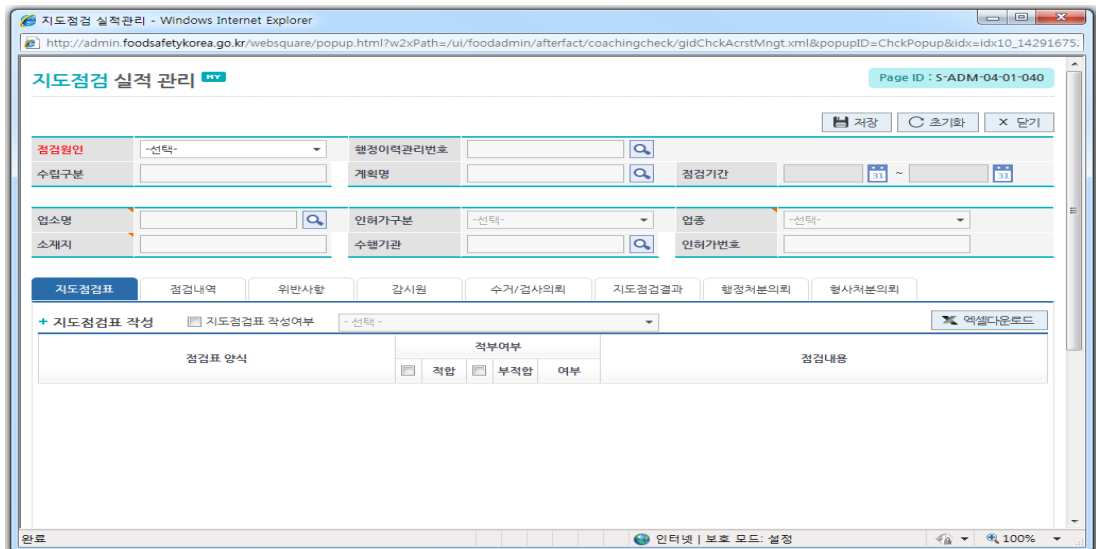 지도점검 실적관리 - Windows Internet Explorer
http://admin.foodsafetykorea.go.kr/websquare/popup.html?w2xPath=/ui/foodadmin/afterfact/coachingcheck/gidChckAcrstMngt.xml&popupID=ChckPopup&idx=idx10_14291675
지도점검 실적 관리 MY Page ID : S-ADM-04-01-040
저장 초기화 X 닫기
점검원인 -선택- 행정이력관리번호
수립구분 계획명 점검기간 31 ~ 31
업소명 인허가구분 -선택- 업종 -선택-
소재지 수행기관 인허가번호
지도점검표 점검내역 위반사항 감시원 수거/검사의뢰 지도점검결과 행정처분의뢰 형사처분의뢰
+ 지도점검표 작성 지도점검표 작성여부 - 선택 - 엑셀다운로드
점검표 양식 적부여부 점검내용
적합 부적합 여부
완료 인터넷 | 보호 모드: 설정 100%